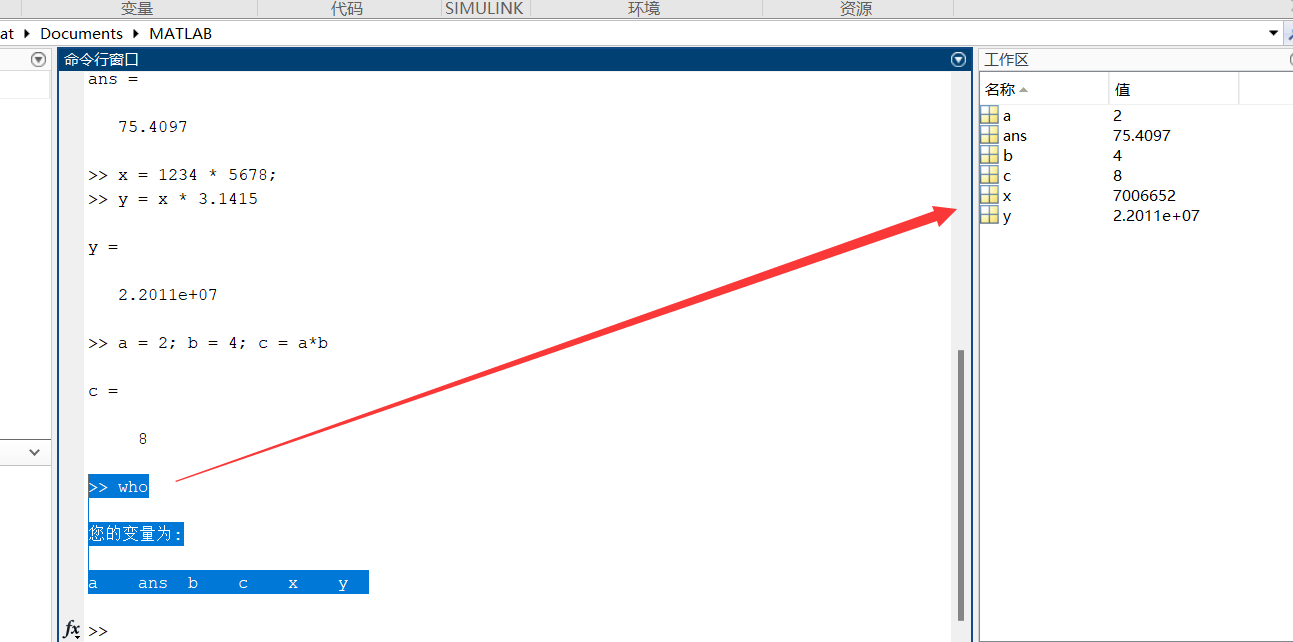 变量 代码 SIMULINK 环境 资源
at ▸ Documents ▸ MATLAB
命令行窗口
ans =
75.4097
>> x = 1234 * 5678;
>> y = x * 3.1415
y =
2.2011e+07
>> a = 2; b = 4; c = a*b
c =
8
>> who
您的变量为:
a ans b c x y
fx >>
工作区
名称 值
a 2
ans 75.4097
b 4
c 8
x 7006652
y 2.2011e+07